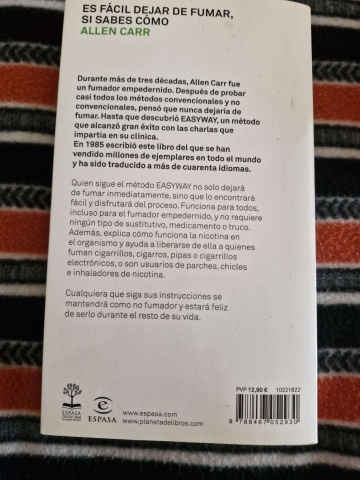 ES FÁCIL DEJAR DE FUMAR,
SI SABES CÓMO
ALLEN CARR
Durante más de tres décadas, Allen Carr fue
un fumador empedernido. Después de probar
casi todos los métodos convencionales y no
convencionales, pensó que nunca dejaría de
fumar. Hasta que descubrió EASYWAY, un método
que alcanzó gran éxito con las charlas que
impartía en su clínica.
En 1985 escribió este libro del que se han
vendido millones de ejemplares en todo el mundo
y ha sido traducido a más de cuarenta idiomas.
Quien sigue el método EASYWAY no solo dejará
de fumar inmediatamente, sino que lo encontrará
fácil y disfrutará del proceso. Funciona para todos,
incluso para el fumador empedernido, y no requiere
ningún tipo de sustitutivo, medicamento o truco.
Además, explica cómo funciona la nicotina en
el organismo y ayuda a liberarse de ella a quienes
fuman cigarrillos, cigarros, pipas o cigarrillos
electrónicos, o son usuarios de parches, chicles
e inhaladores de nicotina.
Cualquiera que siga sus instrucciones se
mantendrá como no fumador y estará feliz
de serlo durante el resto de su vida.
PVP 12,90 € 10221822
ESPASA
ESPASA
www.espasa.com
www.planetadelibros.com
9 788467 052930